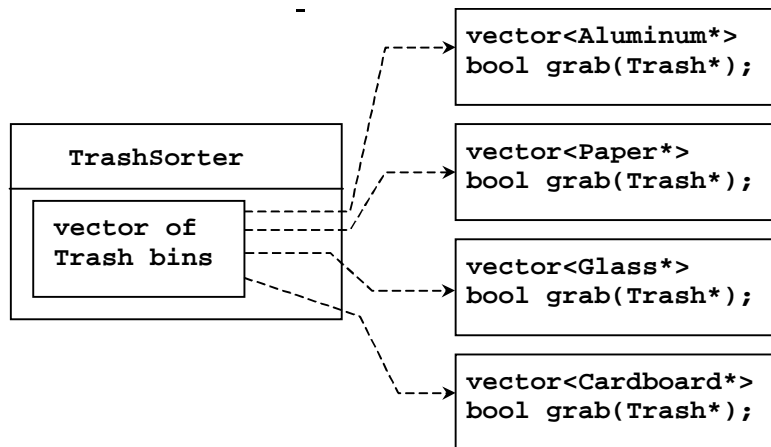 TrashSorter
vector of
Trash bins
vector<Aluminum*>
bool grab(Trash*);
vector<Paper*>
bool grab(Trash*);
vector<Glass*>
bool grab(Trash*);
vector<Cardboard*>
bool grab(Trash*);